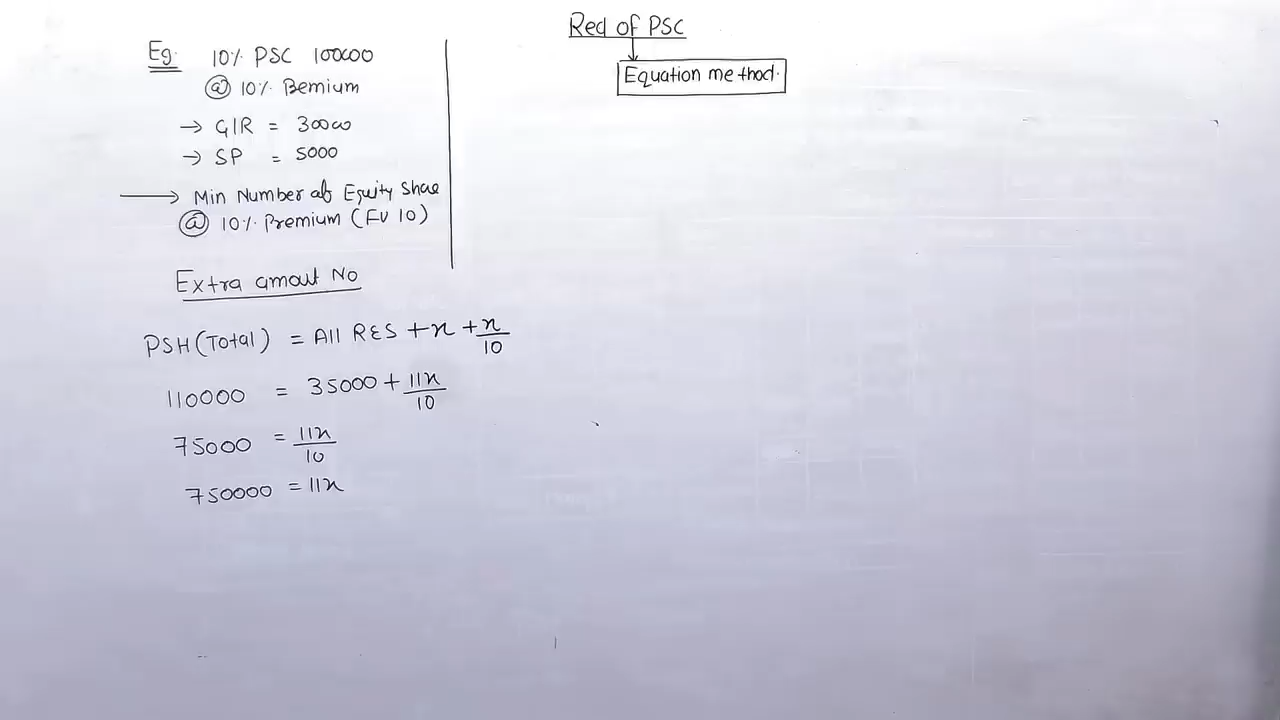 Red of PSC
Equation method.
Eg. 10% PSC 100000
@ 10% Premium
→ GIR = 30000
→ SP = 5000
→ Min Number of Equity Share
@ 10% Premium (FV 10)
Extra amout No
PSH (Total) = All RES + x + x/10
110000 = 35000 + 11x/10
75000 = 11x/10
750000 = 11x